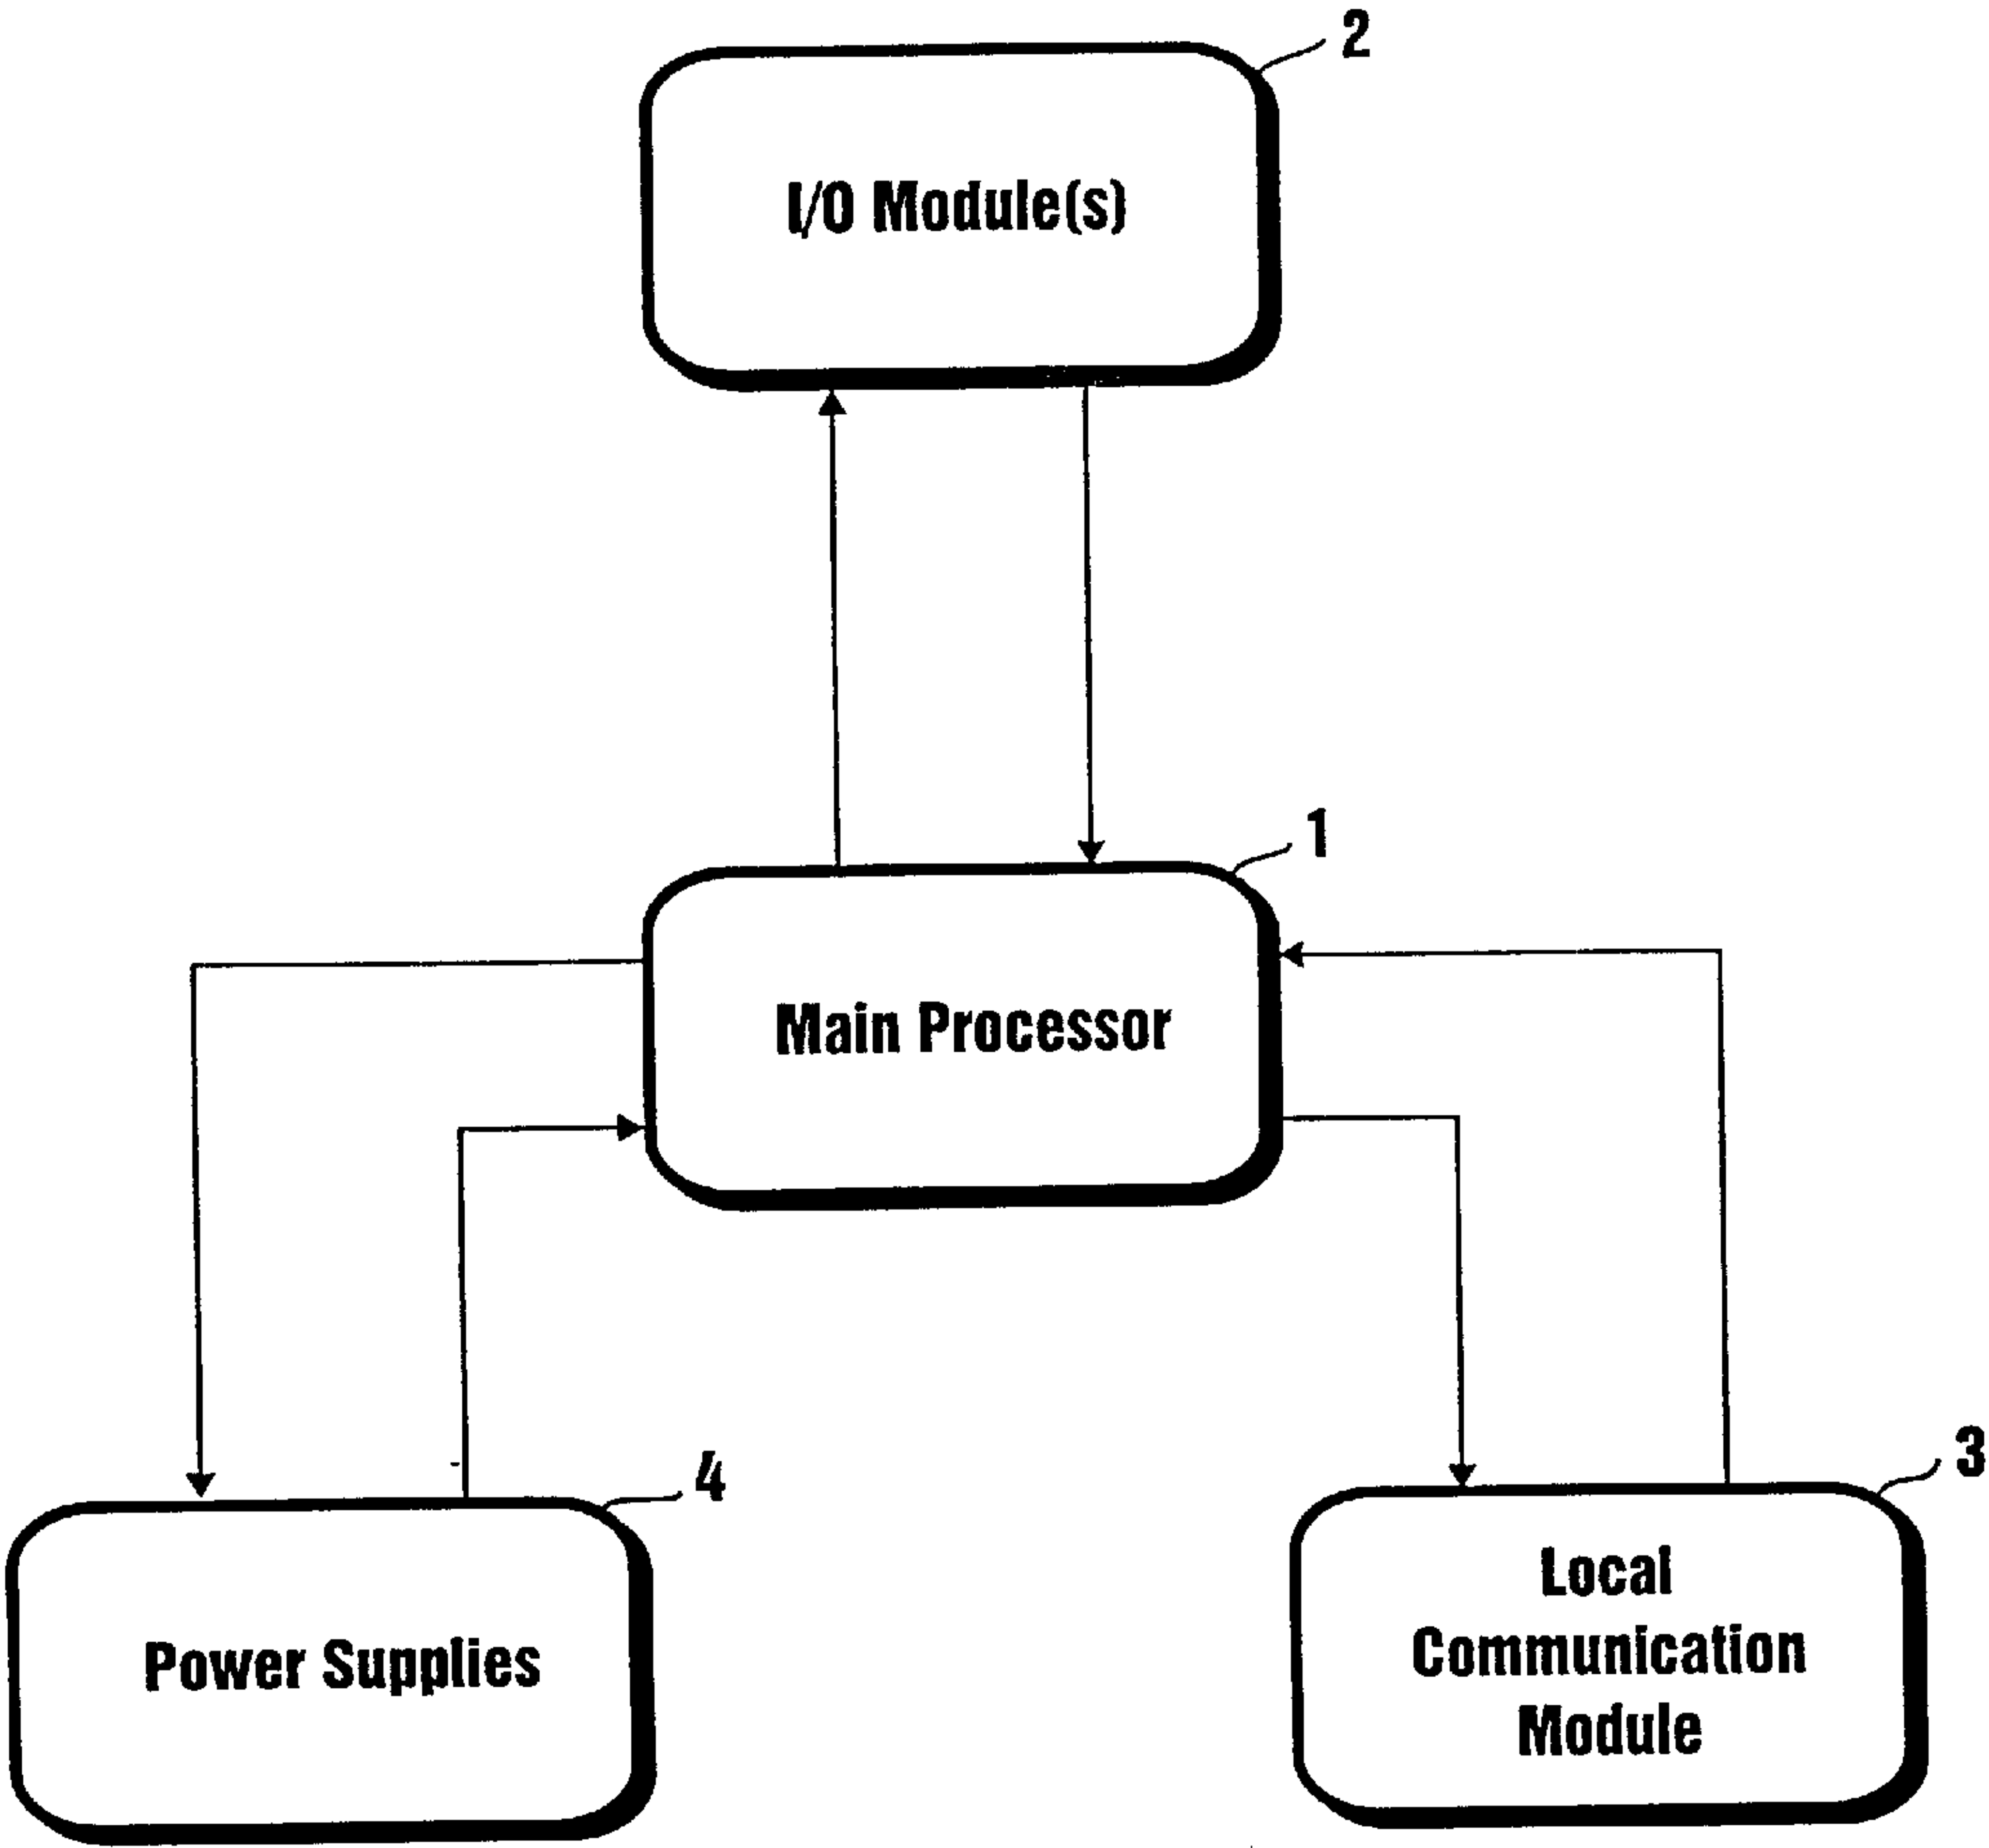 2
I/O Module(s)
1
Main Processor
4
Power Supplies
3
Local
Communication
Module